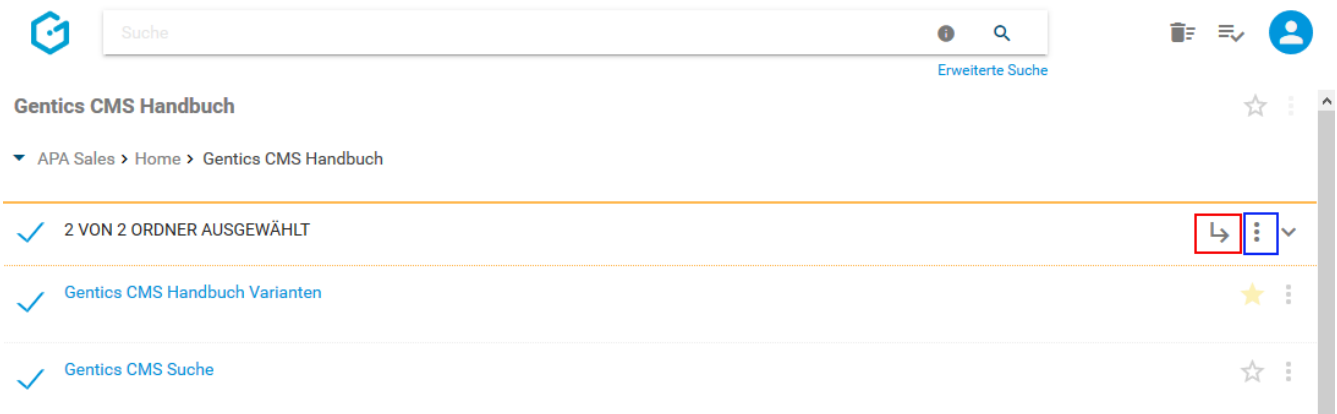 Suche
Erweiterte Suche
Gentics CMS Handbuch
APA Sales > Home > Gentics CMS Handbuch
2 VON 2 ORDNER AUSGEWÄHLT
Gentics CMS Handbuch Varianten
Gentics CMS Suche